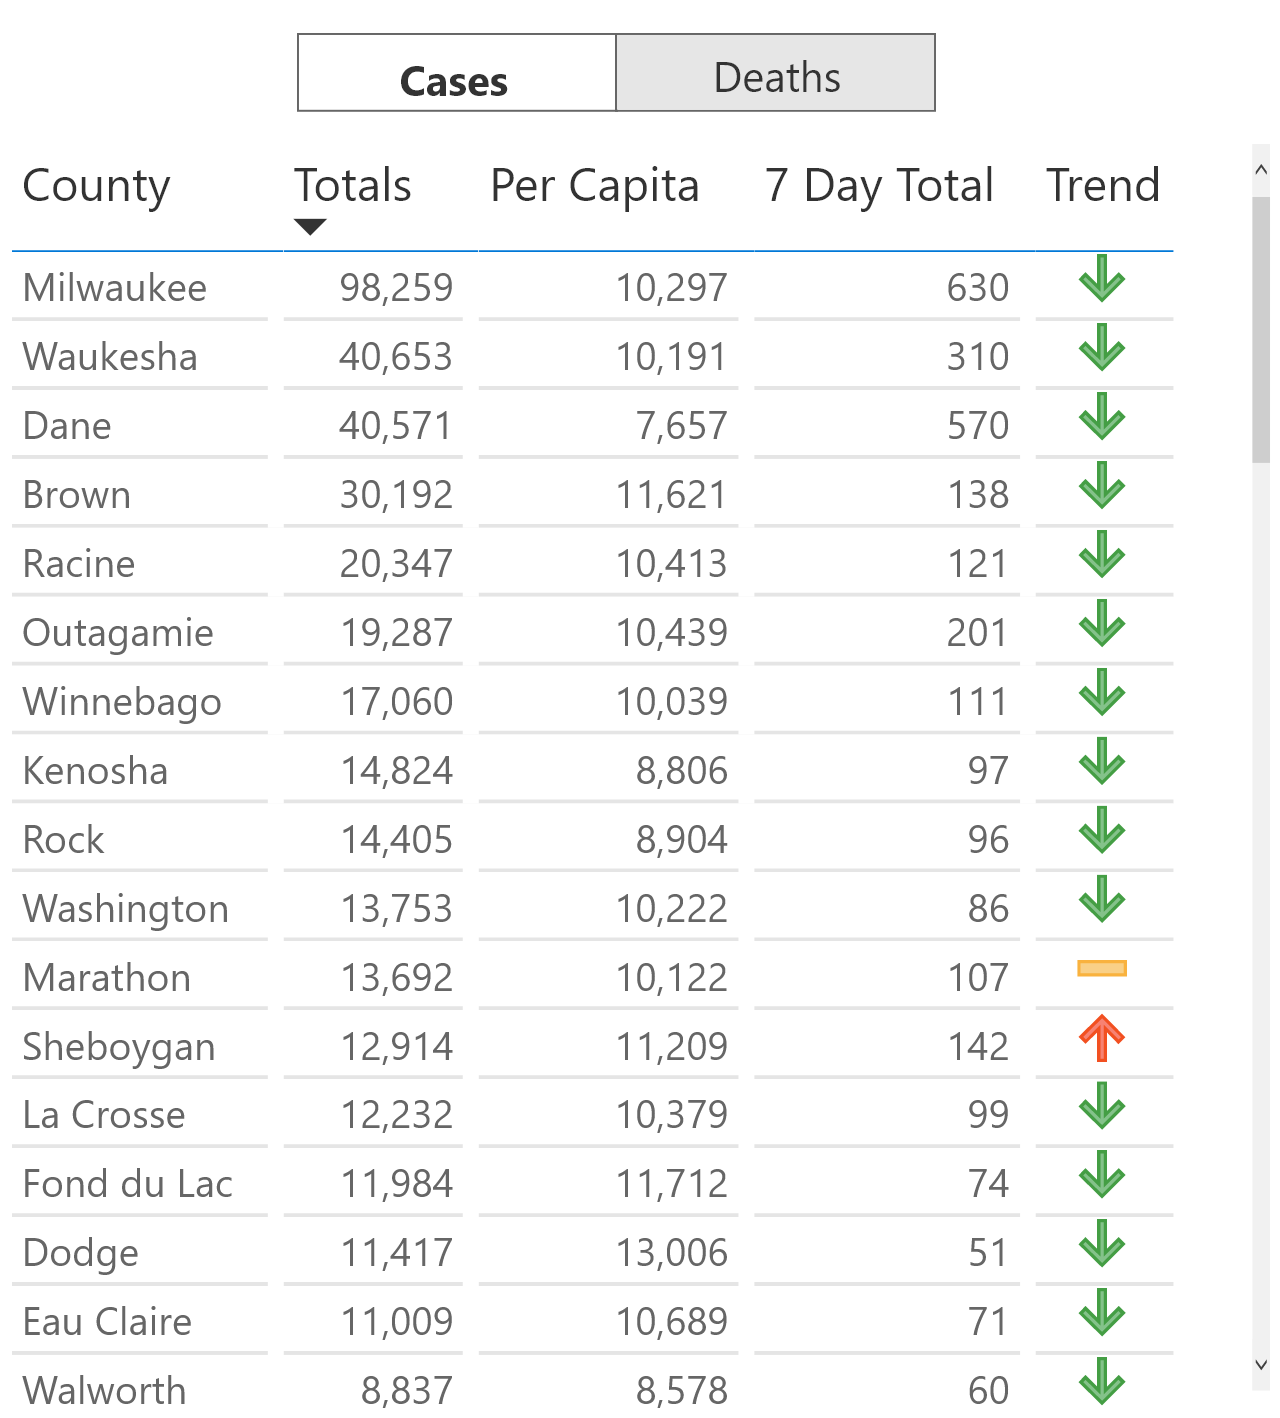 Cases Deaths
County Totals Per Capita 7 Day Total Trend
Milwaukee 98,259 10,297 630
Waukesha 40,653 10,191 310
Dane 40,571 7,657 570
Brown 30,192 11,621 138
Racine 20,347 10,413 121
Outagamie 19,287 10,439 201
Winnebago 17,060 10,039 111
Kenosha 14,824 8,806 97
Rock 14,405 8,904 96
Washington 13,753 10,222 86
Marathon 13,692 10,122 107
Sheboygan 12,914 11,209 142
La Crosse 12,232 10,379 99
Fond du Lac 11,984 11,712 74
Dodge 11,417 13,006 51
Eau Claire 11,009 10,689 71
Walworth 8,837 8,578 60